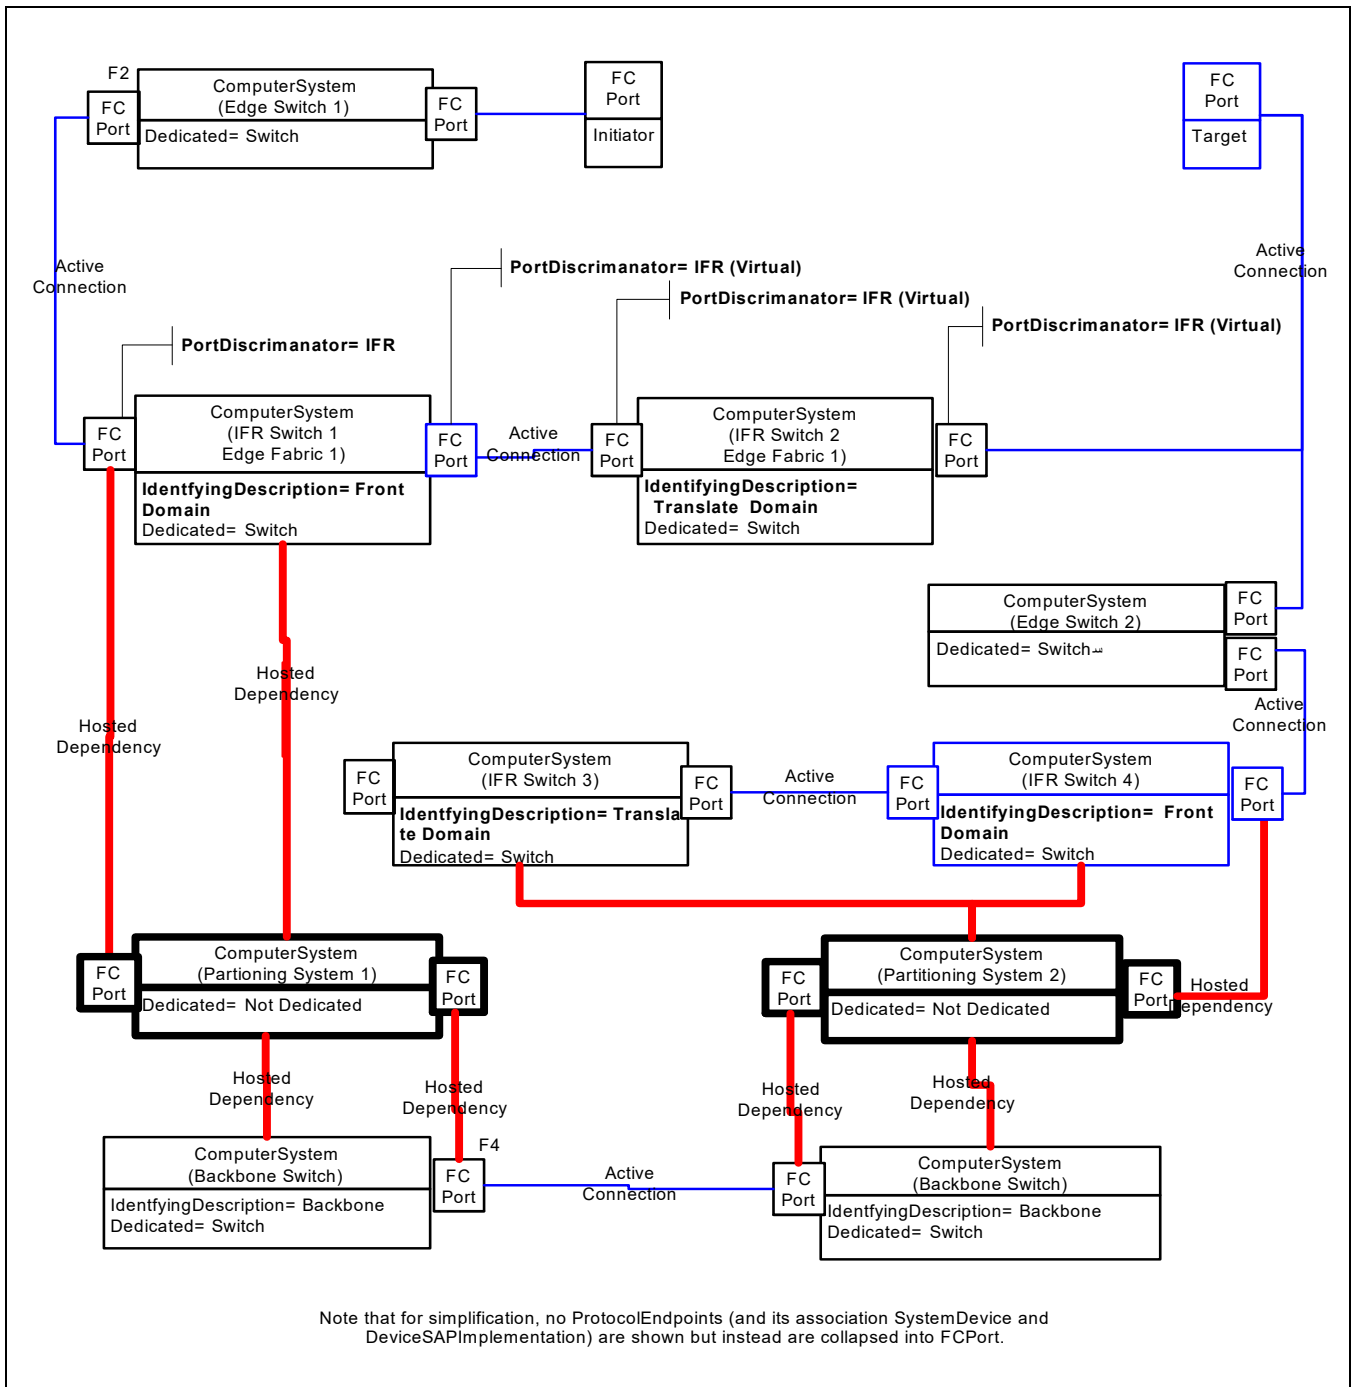 F2
ComputerSystem
(Edge Switch 1)
FC
Port
FC
Port
Dedicated= Switch
FC
Port
Initiator
FC
Port
Target
Active
Connection
Active
Connection
PortDiscrimanator= IFR (Virtual)
PortDiscrimanator= IFR (Virtual)
PortDiscrimanator= IFR (Virtual)
PortDiscrimanator= IFR
FC
Port
ComputerSystem
(IFR Switch 1
Edge Fabric 1)
IdentfyingDescription= Front
Domain
Dedicated= Switch
FC
Port
Active
Connection
FC
Port
ComputerSystem
(IFR Switch 2
Edge Fabric 1)
IdentifyingDescription=
Translate Domain
Dedicated= Switch
FC
Port
ComputerSystem
(Edge Switch 2)
Dedicated= Switch
FC
Port
FC
Port
Hosted
Dependency
Hosted
Dependency
Active
Connection
FC
Port
ComputerSystem
(IFR Switch 3)
IdentfyingDescription= Transla
te Domain
Dedicated= Switch
FC
Port
Active
Connection
FC
Port
ComputerSystem
(IFR Switch 4)
IdentfyingDescription= Front
Domain
Dedicated= Switch
FC
Port
FC
Port
ComputerSystem
(Partioning System 1)
Dedicated= Not Dedicated
FC
Port
FC
Port
ComputerSystem
(Partitioning System 2)
Dedicated= Not Dedicated
FC
Port
Hosted
Dependency
Hosted
Dependency
Hosted
Dependency
Hosted
Dependency
Hosted
Dependency
ComputerSystem
(Backbone Switch)
IdentfyingDescription= Backbone
Dedicated= Switch
F4
FC
Port
Active
Connection
FC
Port
ComputerSystem
(Backbone Switch)
IdentfyingDescription= Backbone
Dedicated= Switch
Note that for simplification, no ProtocolEndpoints (and its association SystemDevice and
DeviceSAPImplementation) are shown but instead are collapsed into FCPort.